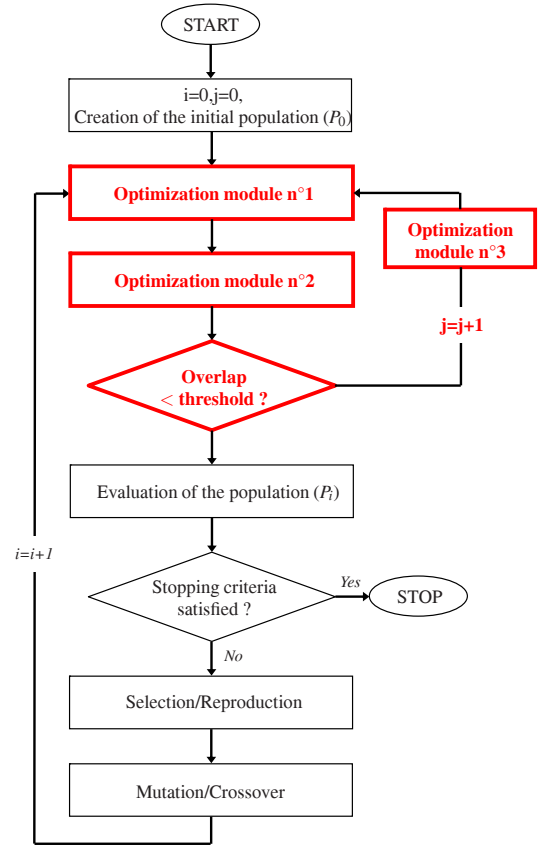 START
i=0,j=0,
Creation of the initial population (P₀)
Optimization module n°1
Optimization
module n°3
Optimization module n°2
j=j+1
Overlap
< threshold ?
Evaluation of the population (Pᵢ)
i=i+1
Stopping criteria
satisfied ?
Yes
STOP
No
Selection/Reproduction
Mutation/Crossover